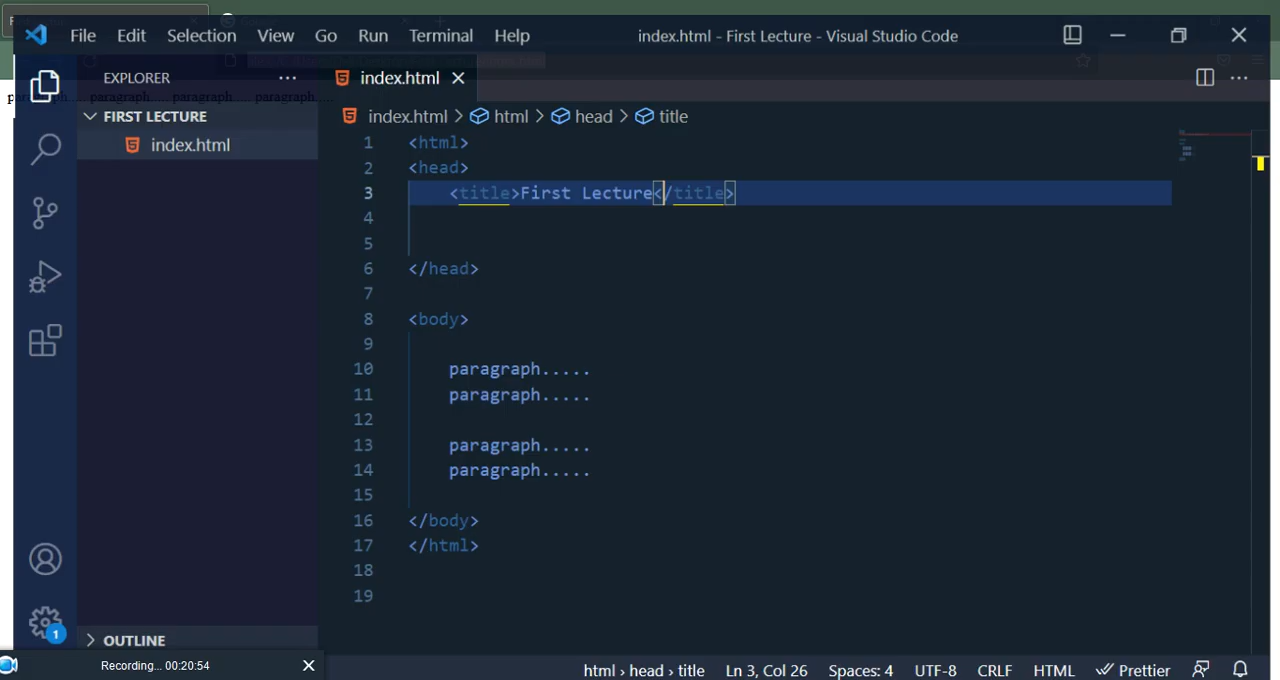 File Edit Selection View Go Run Terminal Help index.html - First Lecture - Visual Studio Code
EXPLORER ··· index.html
FIRST LECTURE
index.html
index.html > html > head > title
1 <html>
2 <head>
3 <title>First Lecture</title>
4
5
6 </head>
7
8 <body>
9
10 paragraph.....
11 paragraph.....
12
13 paragraph.....
14 paragraph.....
15
16 </body>
17 </html>
18
19
1
OUTLINE
Recording... 00:20:54
html › head › title Ln 3, Col 26 Spaces: 4 UTF-8 CRLF HTML Prettier